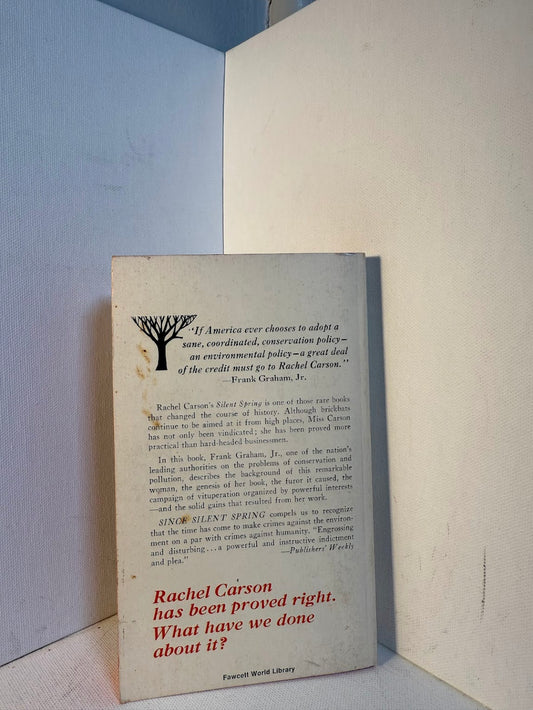 "If America ever chooses to adopt a
sane, coordinated, conservation policy—
an environmental policy—a great deal
of the credit must go to Rachel Carson."
—Frank Graham, Jr.
Rachel Carson's Silent Spring is one of those rare books
that changed the course of history. Although brickbats
continue to be aimed at it from high places, Miss Carson
has not only been vindicated; she has been proved more
practical than hard-headed businessmen.
In this book, Frank Graham, Jr., one of the nation's
leading authorities on the problems of conservation and
pollution, describes the background of this remarkable
woman, the genesis of her book, the furor it caused, the
campaign of vituperation organized by powerful interests
—and the solid gains that resulted from her work.
SINCE SILENT SPRING compels us to recognize
that the time has come to make crimes against the environ-
ment on a par with crimes against humanity. "Engrossing
and disturbing...a powerful and instructive indictment
and plea."
—Publishers' Weekly
Rachel Carson
has been proved right.
What have we done
about it?
Fawcett World Library